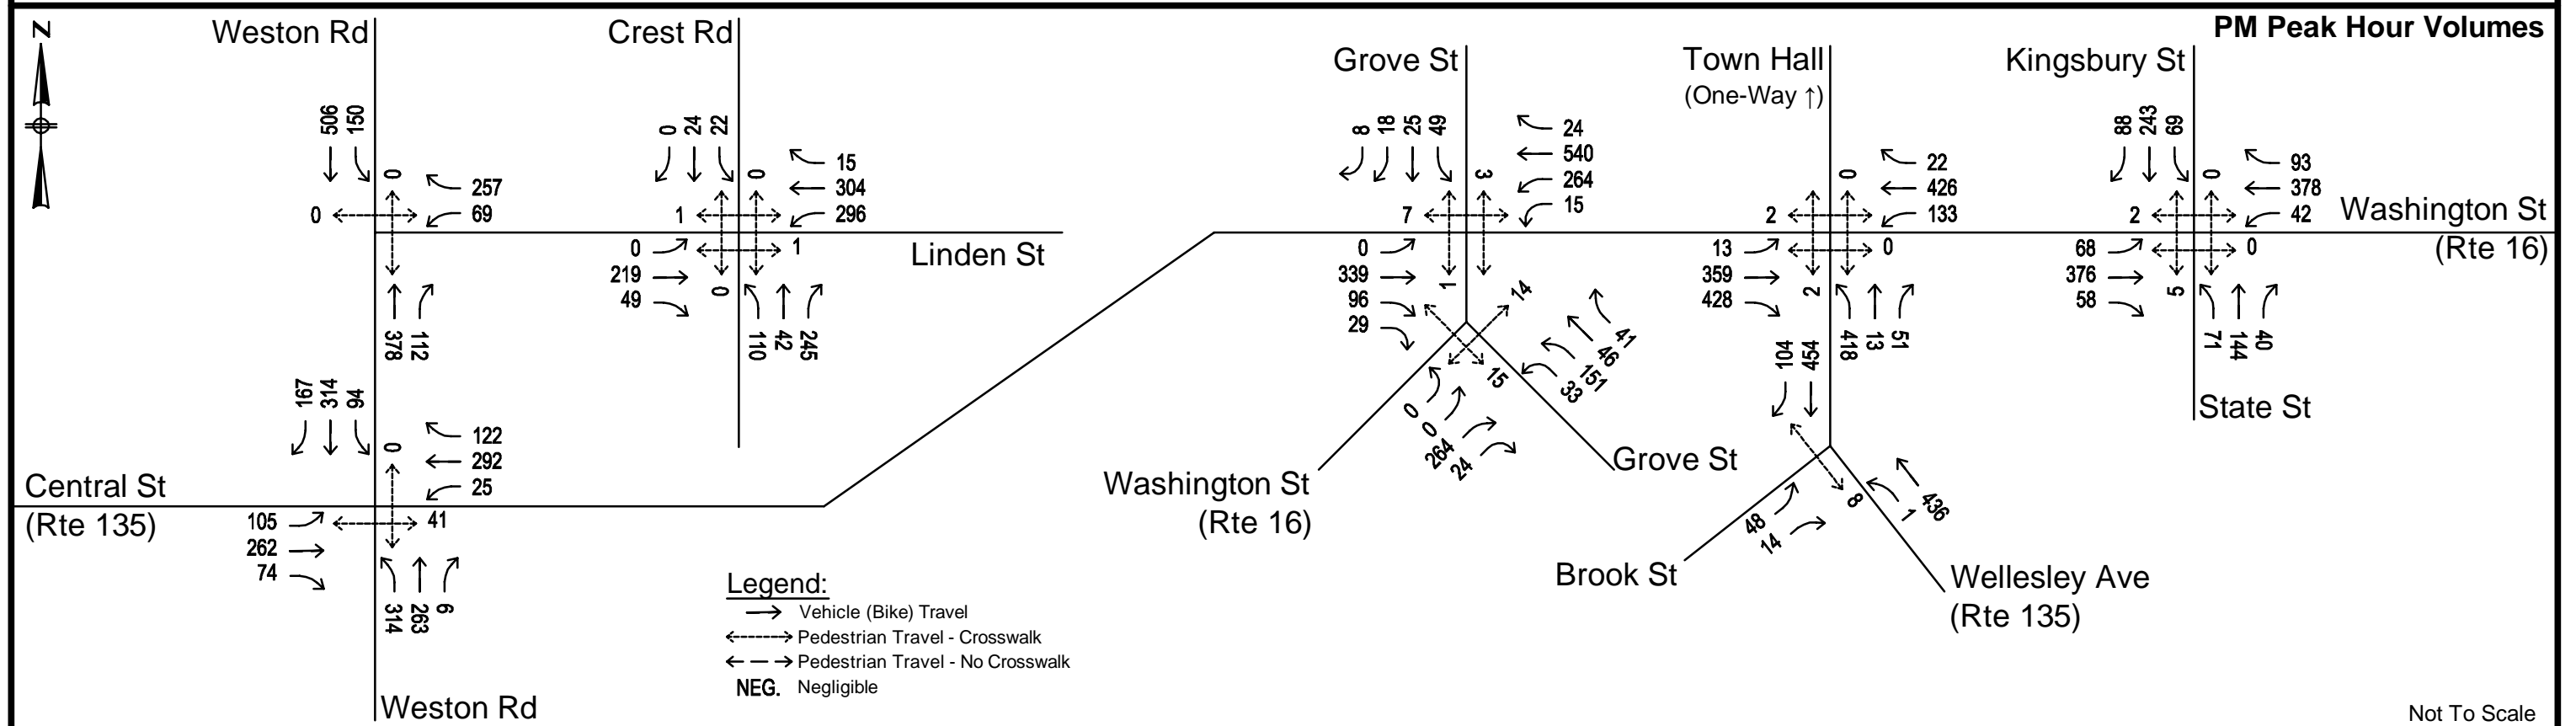 PM Peak Hour Volumes
N
Weston Rd
506 150
0
0
257
69
378 112
Crest Rd
0 24 22
0
15
304
296
1
0
219
49
1
0
110 42 245
Linden St
167 314 94
0
122
292
25
Central St
(Rte 135)
105
262
74
41
314 263 6
Weston Rd
Legend:
Vehicle (Bike) Travel
Pedestrian Travel - Crosswalk
Pedestrian Travel - No Crosswalk
NEG. Negligible
Grove St
8 18 25 49
3
24
540
264
15
7
0
339
96
29
1
14
15
41
46
151
33
0
0
264
24
Washington St
(Rte 16)
Grove St
Town Hall
(One-Way ↑)
0
22
426
133
2
13
359
428
0
2
418 13 51
104 454
8
436
1
48
14
Brook St
Wellesley Ave
(Rte 135)
Kingsbury St
88 243 69
0
93
378
42
2
68
376
58
0
5
71 144 40
Washington St
(Rte 16)
State St
Not To Scale